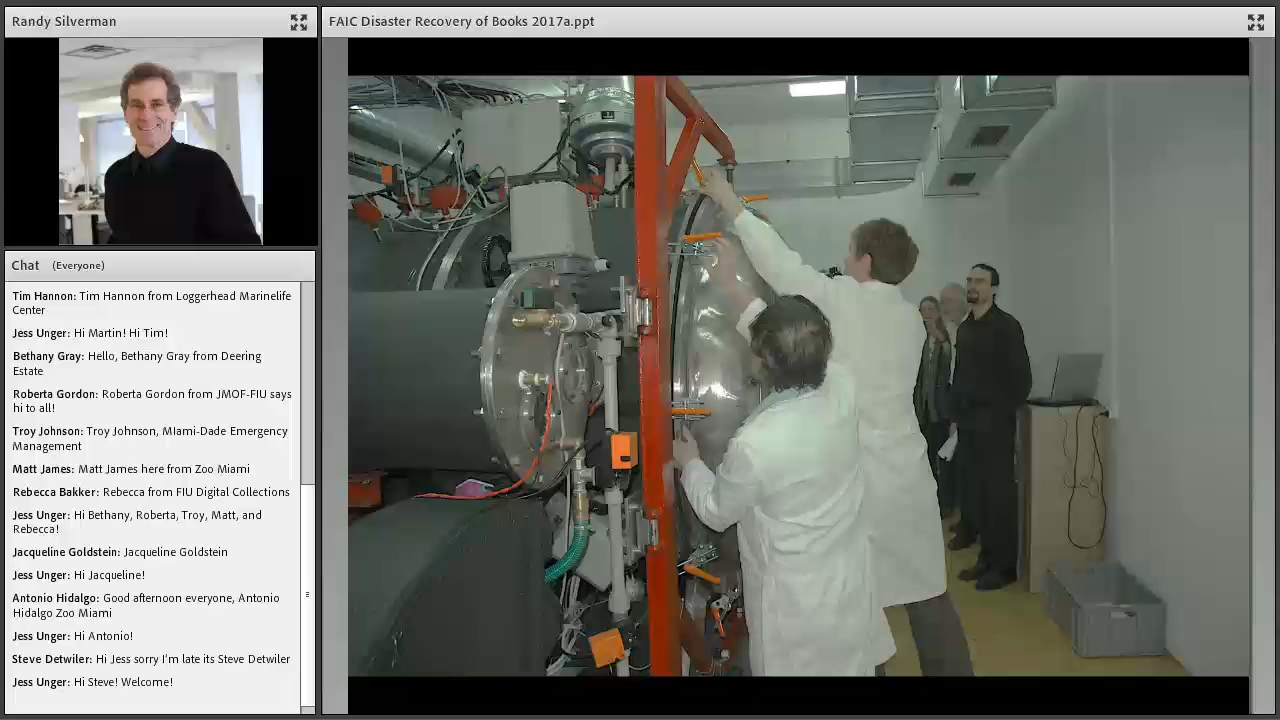 Randy Silverman
FAIC Disaster Recovery of Books 2017a.ppt
Chat (Everyone)
Tim Hannon: Tim Hannon from Loggerhead Marinlife
Center
Jess Unger: Hi Martin! Hi Tim!
Bethany Gray: Hello, Bethany Gray from Deering
Estate
Roberta Gordon: Roberta Gordon from JMOF-FIU says
hi to all!
Troy Johnson: Troy Johnson, MIami-Dade Emergency
Management
Matt James: Matt James here from Zoo Miami
Rebecca Bakker: Rebecca from FIU Digital Collections
Jess Unger: Hi Bethany, Roberta, Troy, Matt, and
Rebecca!
Jacqueline Goldstein: Jacqueline Goldstein
Jess Unger: Hi Jacqueline!
Antonio Hidalgo: Good afternoon everyone, Antonio
Hidalgo Zoo Miami
Jess Unger: Hi Antonio!
Steve Detwiler: Hi Jess sorry I'm late its Steve Detwiler
Jess Unger: Hi Steve! Welcome!